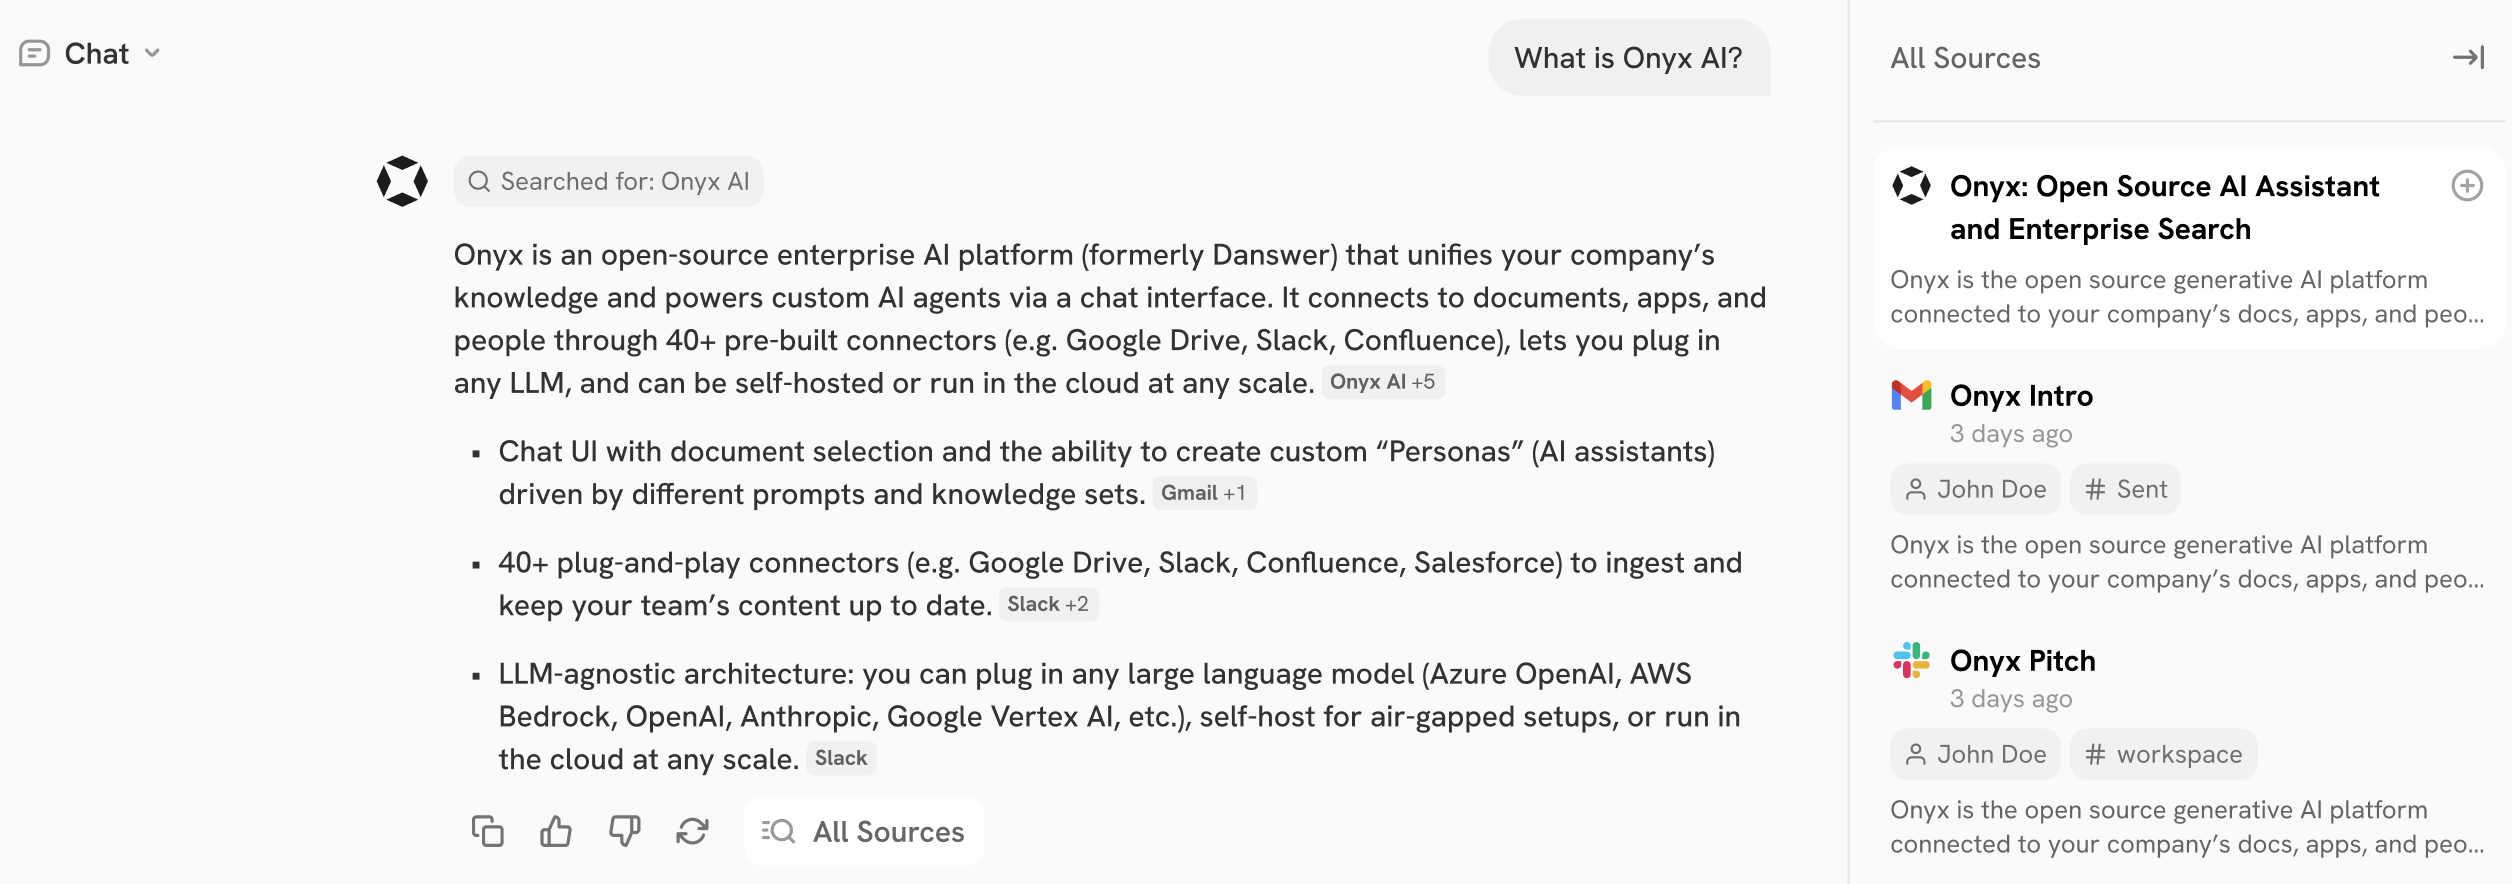 Chat
What is Onyx AI?
Searched for: Onyx AI
Onyx is an open-source enterprise AI platform (formerly Danswer) that unifies your company’s
knowledge and powers custom AI agents via a chat interface. It connects to documents, apps, and
people through 40+ pre-built connectors (e.g. Google Drive, Slack, Confluence), lets you plug in
any LLM, and can be self-hosted or run in the cloud at any scale. Onyx AI +5
▪ Chat UI with document selection and the ability to create custom “Personas” (AI assistants)
driven by different prompts and knowledge sets. Gmail +1
▪ 40+ plug-and-play connectors (e.g. Google Drive, Slack, Confluence, Salesforce) to ingest and
keep your team’s content up to date. Slack +2
▪ LLM-agnostic architecture: you can plug in any large language model (Azure OpenAI, AWS
Bedrock, OpenAI, Anthropic, Google Vertex AI, etc.), self-host for air-gapped setups, or run in
the cloud at any scale. Slack
All Sources
All Sources
Onyx: Open Source AI Assistant
and Enterprise Search
Onyx is the open source generative AI platform
connected to your company’s docs, apps, and peo...
Onyx Intro
3 days ago
John Doe # Sent
Onyx is the open source generative AI platform
connected to your company’s docs, apps, and peo...
Onyx Pitch
3 days ago
John Doe # workspace
Onyx is the open source generative AI platform
connected to your company’s docs, apps, and peo...